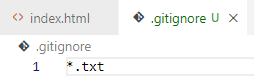 <> index.html .gitignore U ×
.gitignore
1 *.txt